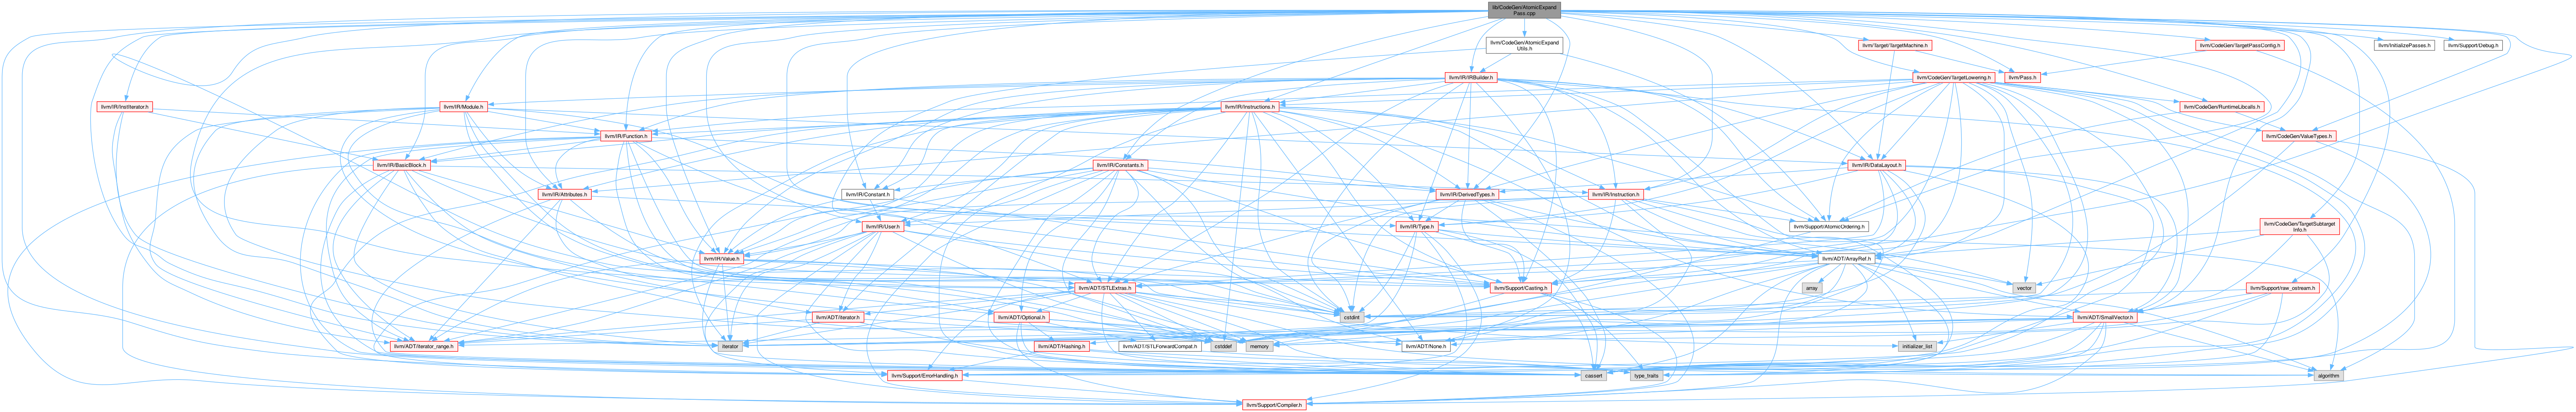 lib/CodeGen/AtomicExpand
Pass.cpp
llvm/CodeGen/AtomicExpand
Utils.h
llvm/Target/TargetMachine.h
llvm/CodeGen/TargetPassConfig.h
llvm/InitializePasses.h
llvm/Support/Debug.h
llvm/IR/IRBuilder.h
llvm/CodeGen/TargetLowering.h
llvm/Pass.h
llvm/IR/InstIterator.h
llvm/IR/Module.h
llvm/IR/Instructions.h
llvm/CodeGen/RuntimeLibcalls.h
llvm/IR/Function.h
llvm/CodeGen/ValueTypes.h
llvm/IR/BasicBlock.h
llvm/IR/Constants.h
llvm/IR/DataLayout.h
llvm/IR/Attributes.h
llvm/IR/Constant.h
llvm/IR/DerivedTypes.h
llvm/IR/Instruction.h
llvm/IR/User.h
llvm/IR/Type.h
llvm/Support/AtomicOrdering.h
llvm/CodeGen/TargetSubtarget
Info.h
llvm/IR/Value.h
llvm/ADT/ArrayRef.h
llvm/ADT/STLExtras.h
llvm/Support/Casting.h
array
vector
llvm/Support/raw_ostream.h
llvm/ADT/iterator.h
llvm/ADT/Optional.h
cstdint
llvm/ADT/SmallVector.h
llvm/ADT/iterator_range.h
iterator
llvm/ADT/Hashing.h
llvm/ADT/STLForwardCompat.h
cstddef
memory
llvm/ADT/None.h
initializer_list
llvm/Support/ErrorHandling.h
cassert
type_traits
algorithm
llvm/Support/Compiler.h